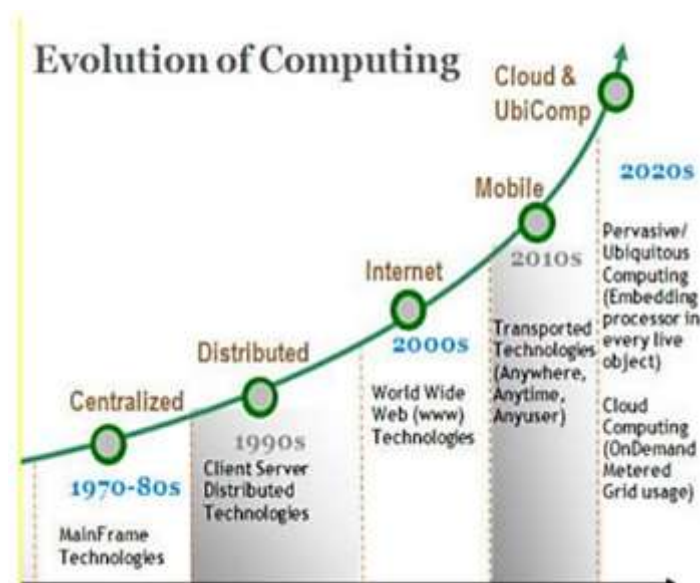 Evolution of Computing
Cloud &
UbiComp
2020s
Pervasive/
Ubiquitous
Computing
(Embedding
processor in
every live
object)
Cloud
Computing
(OnDemand
Metered
Grid usage)
Mobile
2010s
Transported
Technologies
(Anywhere,
Anytime,
Anyuser)
Internet
2000s
World Wide
Web (www)
Technologies
Distributed
1990s
Client Server
Distributed
Technologies
Centralized
1970-80s
MainFrame
Technologies